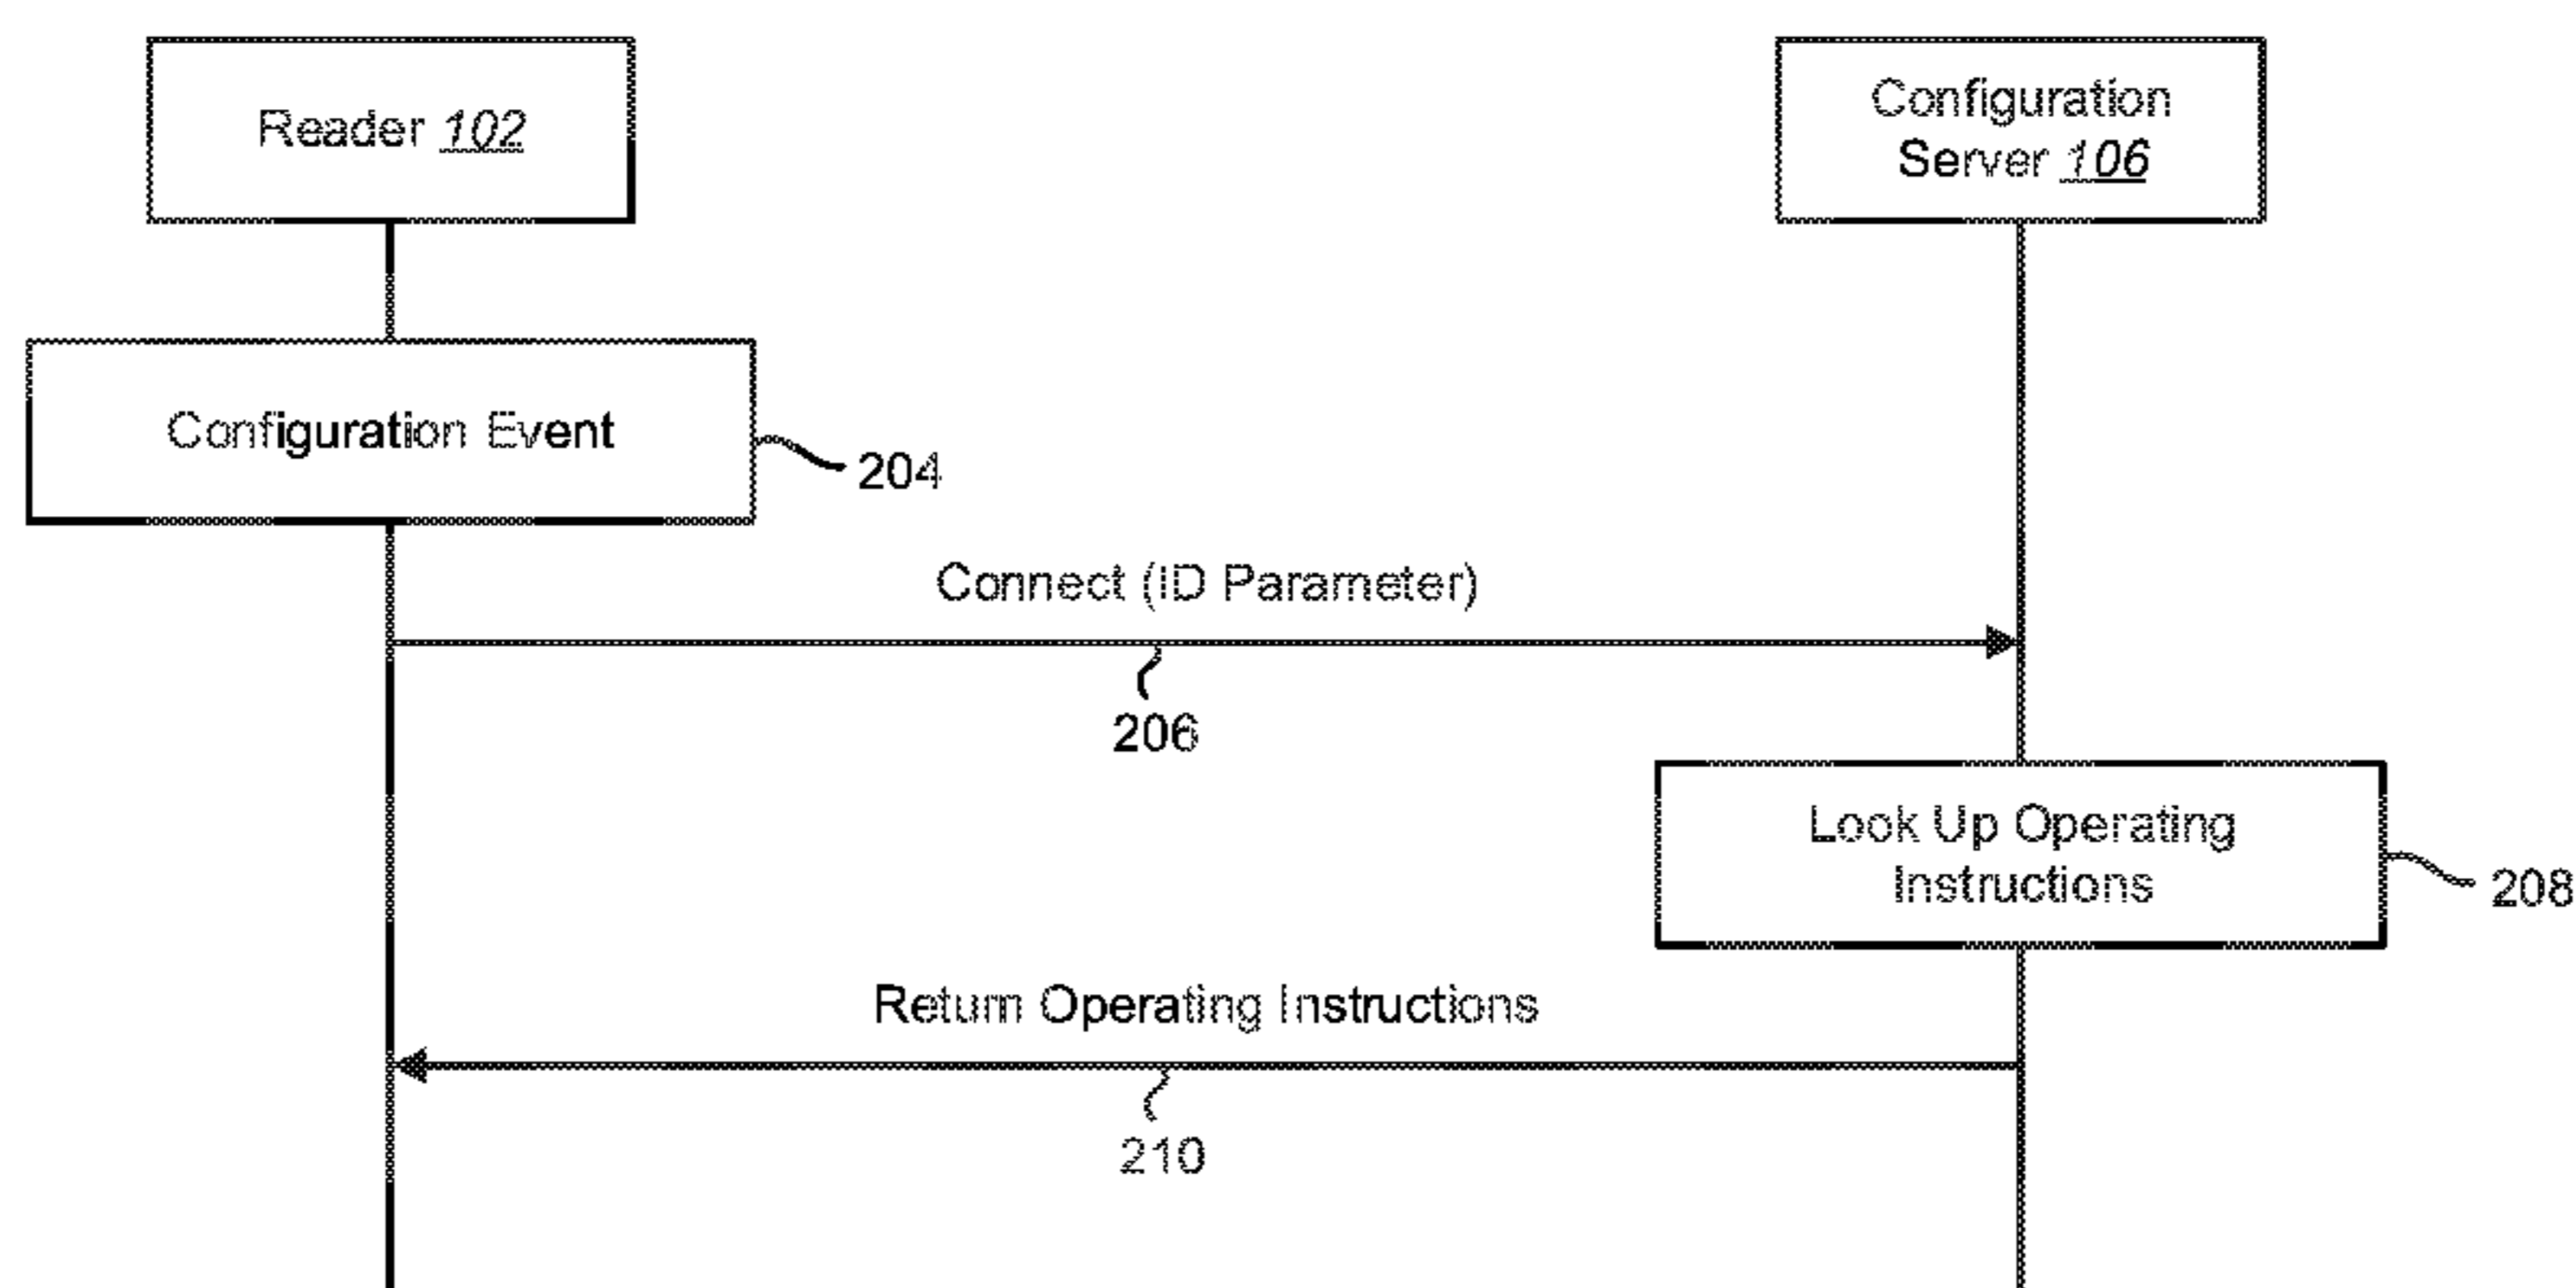 Reader 102
Configuration
Server 106
Configuration Event
204
Connect (ID Parameter)
206
Look Up Operating
Instructions
208
Return Operating Instructions
210